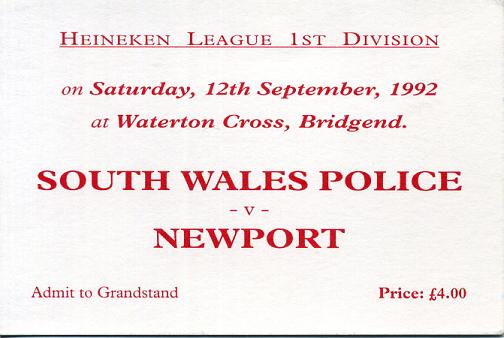 HEINEKEN LEAGUE 1ST DIVISION
on Saturday, 12th September, 1992
at Waterton Cross, Bridgend.
SOUTH WALES POLICE
- v -
NEWPORT
Admit to Grandstand
Price: £4.00